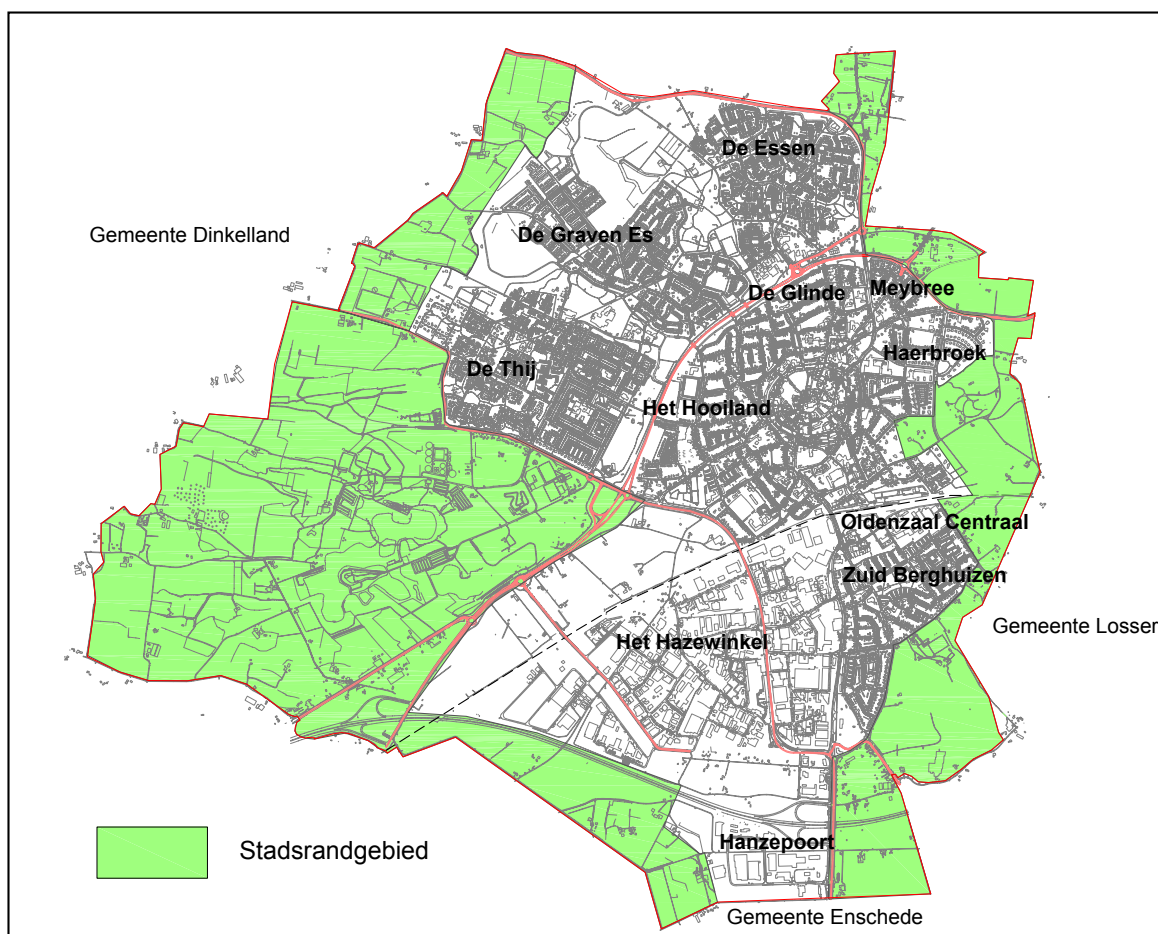 De Essen
Gemeente Dinkelland
De Graven Es
De Glinde
Meybree
Haerbroek
De Thij
Het Hooiland
Oldenzaal Centraal
Zuid Berghuizen
Gemeente Losser
Het Hazewinkel
Stadsrandgebied
Hanzepoort
Gemeente Enschede